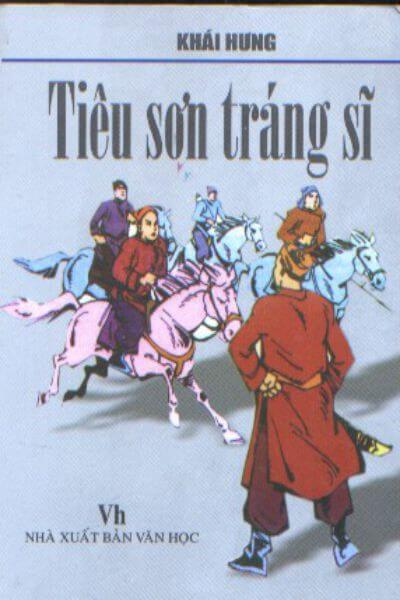 KHÁI HƯNG
Tiêu sơn tráng sĩ
Vh
NHÀ XUẤT BẢN VĂN HỌC